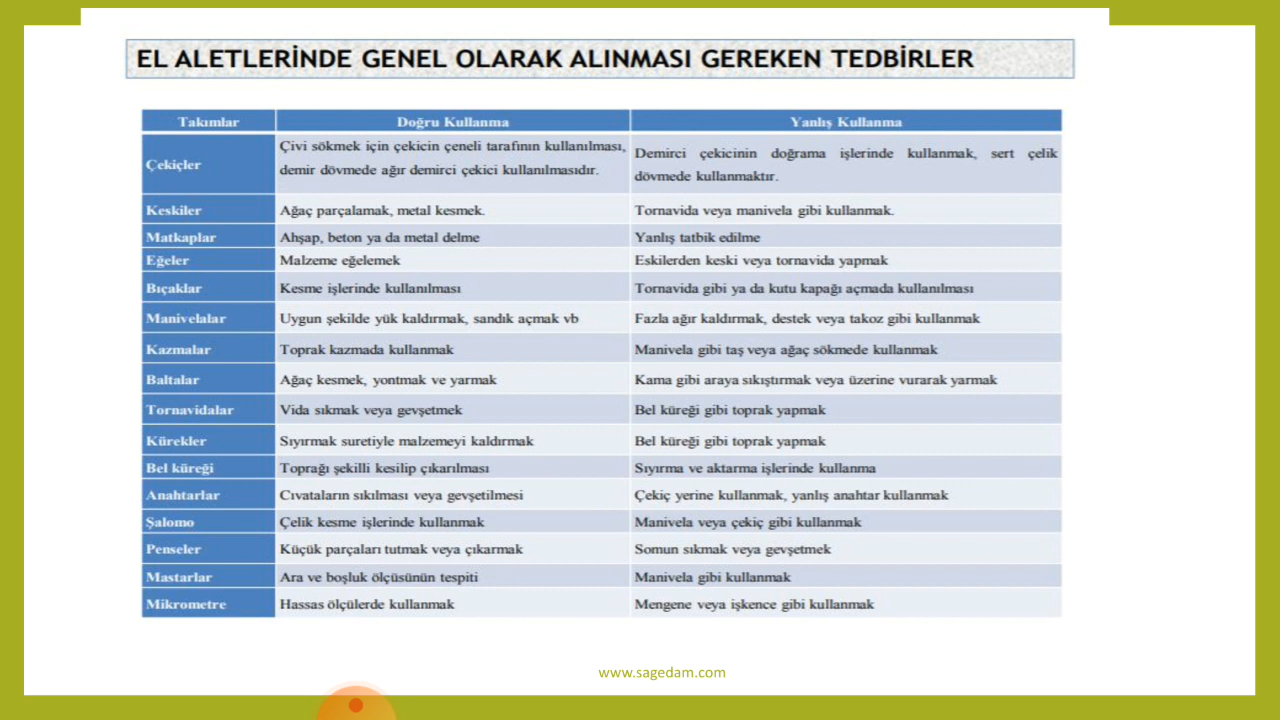 EL ALETLERİNDE GENEL OLARAK ALINMASI GEREKEN TEDBİRLER
Takımlar Doğru Kullanma Yanlış Kullanma
Çekiçler Çivi sökmek için çekicin çeneli tarafının kullanılması, demir dövmede ağır demirci çekici kullanılmasıdır. Demirci çekicinin doğrama işlerinde kullanmak, sert çelik dövmede kullanmaktır.
Keskiler Ağaç parçalamak, metal kesmek. Tornavida veya manivela gibi kullanmak.
Matkaplar Ahşap, beton ya da metal delme Yanlış tatbik edilme
Eğeler Malzeme eğelemek Eskilerden keski veya tornavida yapmak
Bıçaklar Kesme işlerinde kullanılması Tornavida gibi ya da kutu kapağı açmada kullanılması
Manivelalar Uygun şekilde yük kaldırmak, sandık açmak vb Fazla ağır kaldırmak, destek veya takoz gibi kullanmak
Kazmalar Toprak kazmada kullanmak Manivela gibi taş veya ağaç sökmede kullanmak
Baltalar Ağaç kesmek, yontmak ve yarmak Kama gibi araya sıkıştırmak veya üzerine vurarak yarmak
Tornavidalar Vida sıkmak veya gevşetmek Bel küreği gibi toprak yapmak
Kürekler Sıyırmak suretiyle malzemeyi kaldırmak Bel küreği gibi toprak yapmak
Bel küreği Toprağı şekilli kesilip çıkarılması Sıyırma ve aktarma işlerinde kullanma
Anahtarlar Cıvataların sıkılması veya gevşetilmesi Çekiç yerine kullanmak, yanlış anahtar kullanmak
Şalomo Çelik kesme işlerinde kullanmak Manivela veya çekiç gibi kullanmak
Penseler Küçük parçaları tutmak veya çıkarmak Somun sıkmak veya gevşetmek
Mastarlar Ara ve boşluk ölçüsünün tespiti Manivela gibi kullanmak
Mikrometre Hassas ölçülerde kullanmak Mengene veya işkence gibi kullanmak
www.sagedam.com